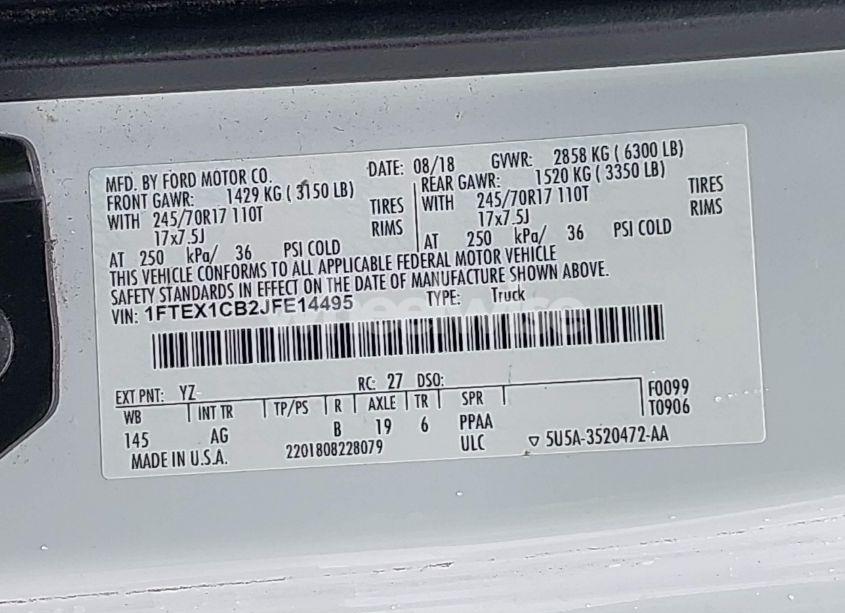 MFD. BY FORD MOTOR CO. DATE: 08/18 GVWR: 2858 KG ( 6300 LB)
FRONT GAWR: 1429 KG ( 3150 LB) REAR GAWR: 1520 KG ( 3350 LB)
WITH 245/70R17 110T TIRES WITH 245/70R17 110T TIRES
17x7.5J RIMS 17x7.5J RIMS
AT 250 kPa/ 36 PSI COLD AT 250 kPa/ 36 PSI COLD
THIS VEHICLE CONFORMS TO ALL APPLICABLE FEDERAL MOTOR VEHICLE
SAFETY STANDARDS IN EFFECT ON THE DATE OF MANUFACTURE SHOWN ABOVE.
VIN: 1FTEX1CB2JFE14495 TYPE: Truck
wheelwise
EXT PNT: YZ RC: 27 DSO: F0099
WB INT TR TP/PS R AXLE TR SPR T0906
145 AG B 19 6 PPAA
MADE IN U.S.A. 2201808228079 ULC ▽ 5U5A-3520472-AA